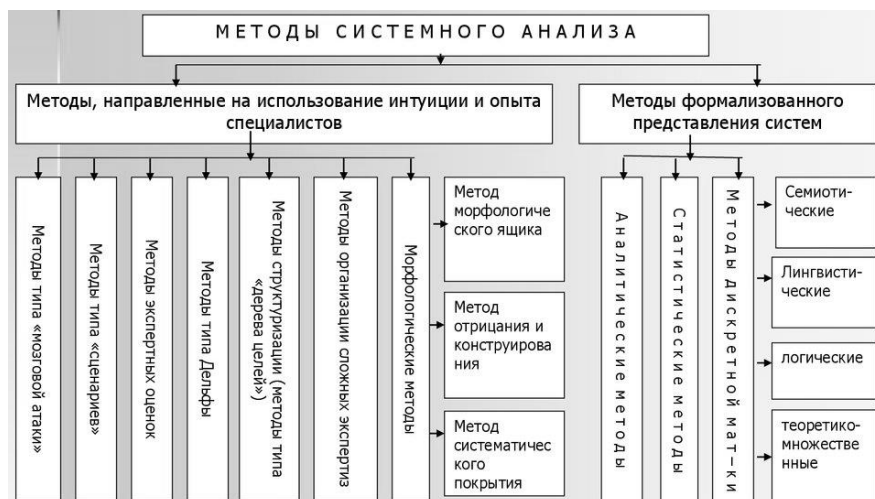 МЕТОДЫ СИСТЕМНОГО АНАЛИЗА
Методы, направленные на использование интуиции и опыта
специалистов
Методы формализованного
представления систем
Методы типа «мозговой атаки»
Методы типа «сценариев»
Методы экспертных оценок
Методы типа Дельфы
Методы структуризации (методы типа
«дерева целей»)
Методы организации сложных экспертиз
Морфологические методы
Метод
морфологиче
ского ящика
Метод
отрицания и
конструирова
ния
Метод
систематичес
кого
покрытия
Аналитические методы
Статистические методы
Методы дискретной мат-ки
Семиоти-
ческие
Лингвисти-
ческие
логические
теоретико-
множестве
нные